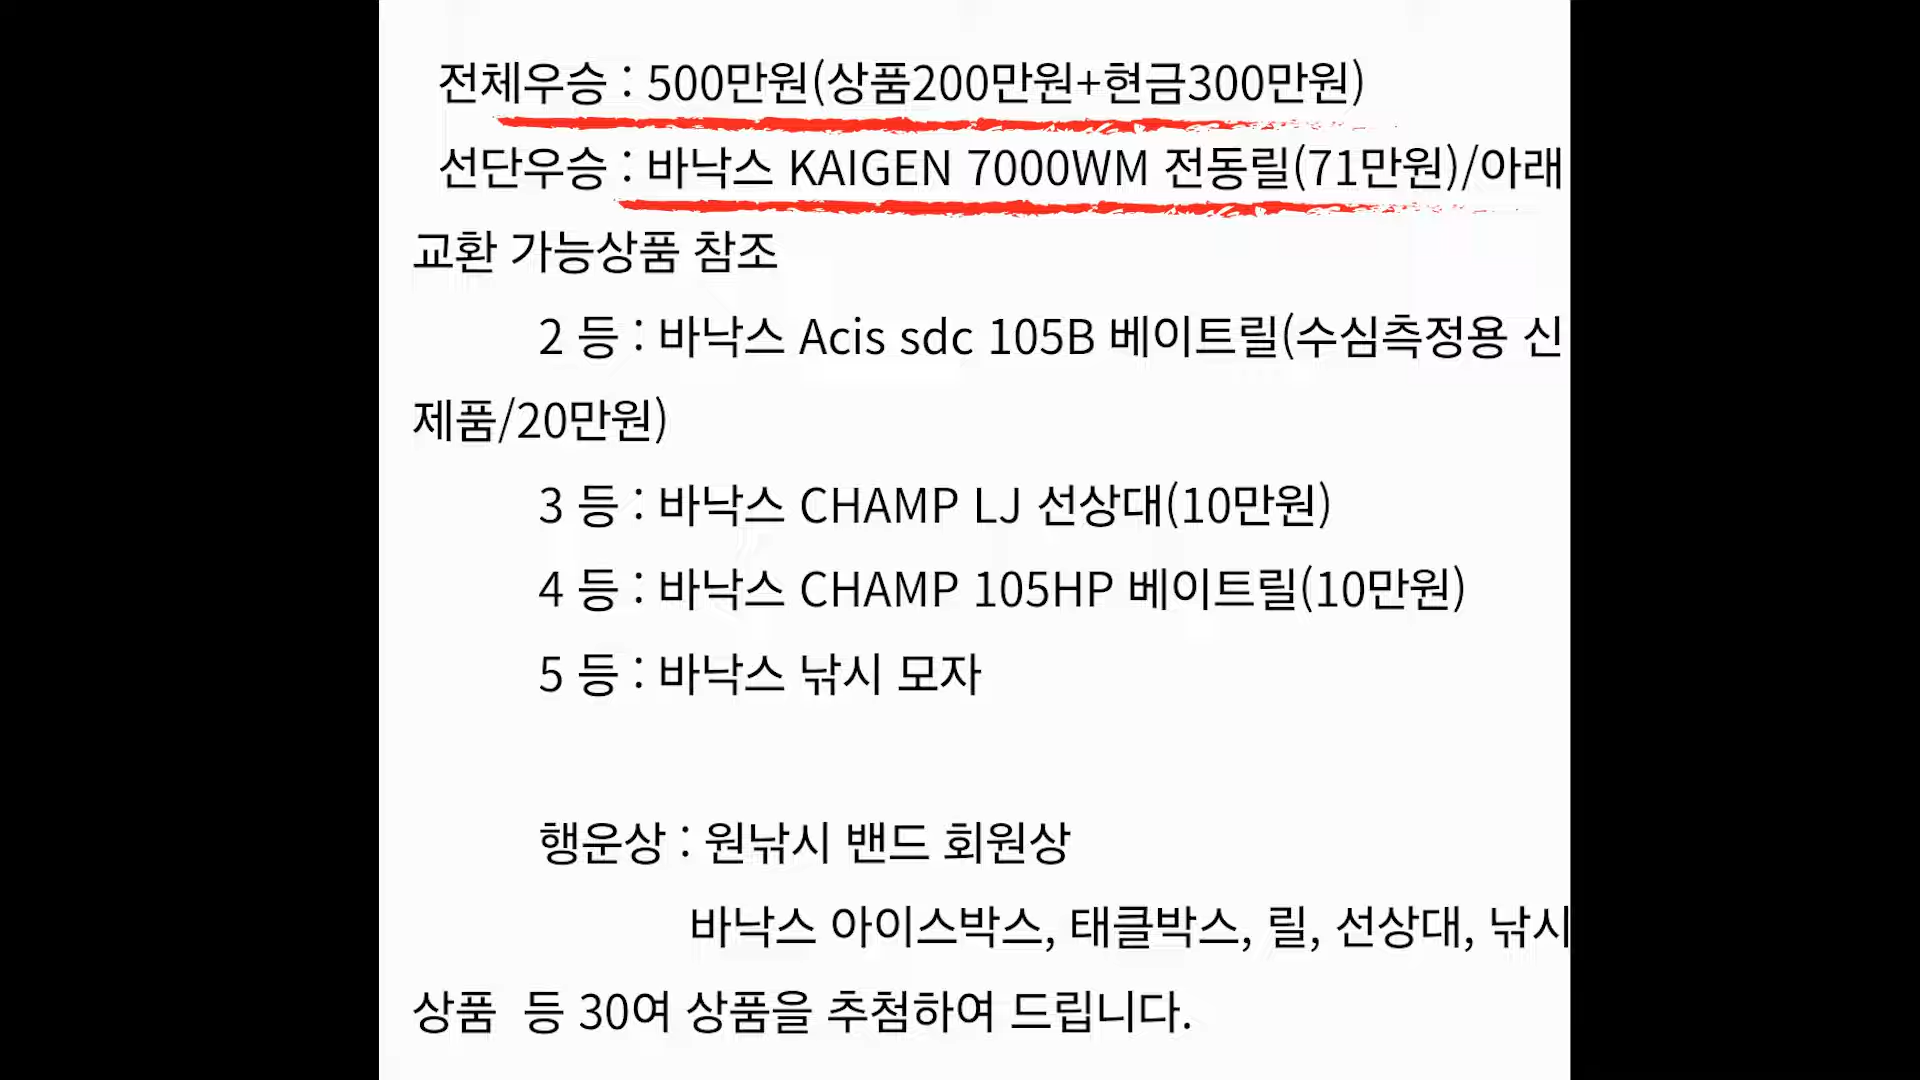 전체우승 : 500만원(상품200만원+현금300만원)
선단우승 : 바낙스 KAIGEN 7000WM 전동릴(71만원)/아래
교환 가능상품 참조
2 등 : 바낙스 Acis sdc 105B 베이트릴(수심측정용 신
제품/20만원)
3 등 : 바낙스 CHAMP LJ 선상대(10만원)
4 등 : 바낙스 CHAMP 105HP 베이트릴(10만원)
5 등 : 바낙스 낚시 모자
행운상 : 원낚시 밴드 회원상
바낙스 아이스박스, 태클박스, 릴, 선상대, 낚시
상품 등 30여 상품을 추첨하여 드립니다.